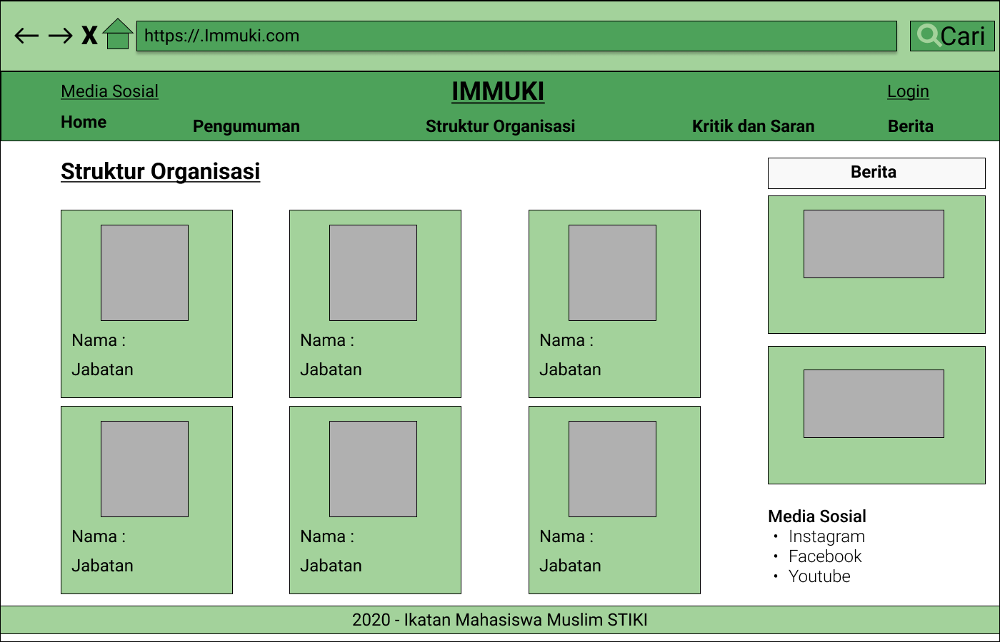 X
https://.Immuki.com
Cari
Media Sosial
IMMUKI
Login
Home
Pengumuman
Struktur Organisasi
Kritik dan Saran
Berita
Struktur Organisasi
Nama :
Jabatan
Nama :
Jabatan
Nama :
Jabatan
Nama :
Jabatan
Nama :
Jabatan
Nama :
Jabatan
Berita
Media Sosial
• Instagram
• Facebook
• Youtube
2020 - Ikatan Mahasiswa Muslim STIKI